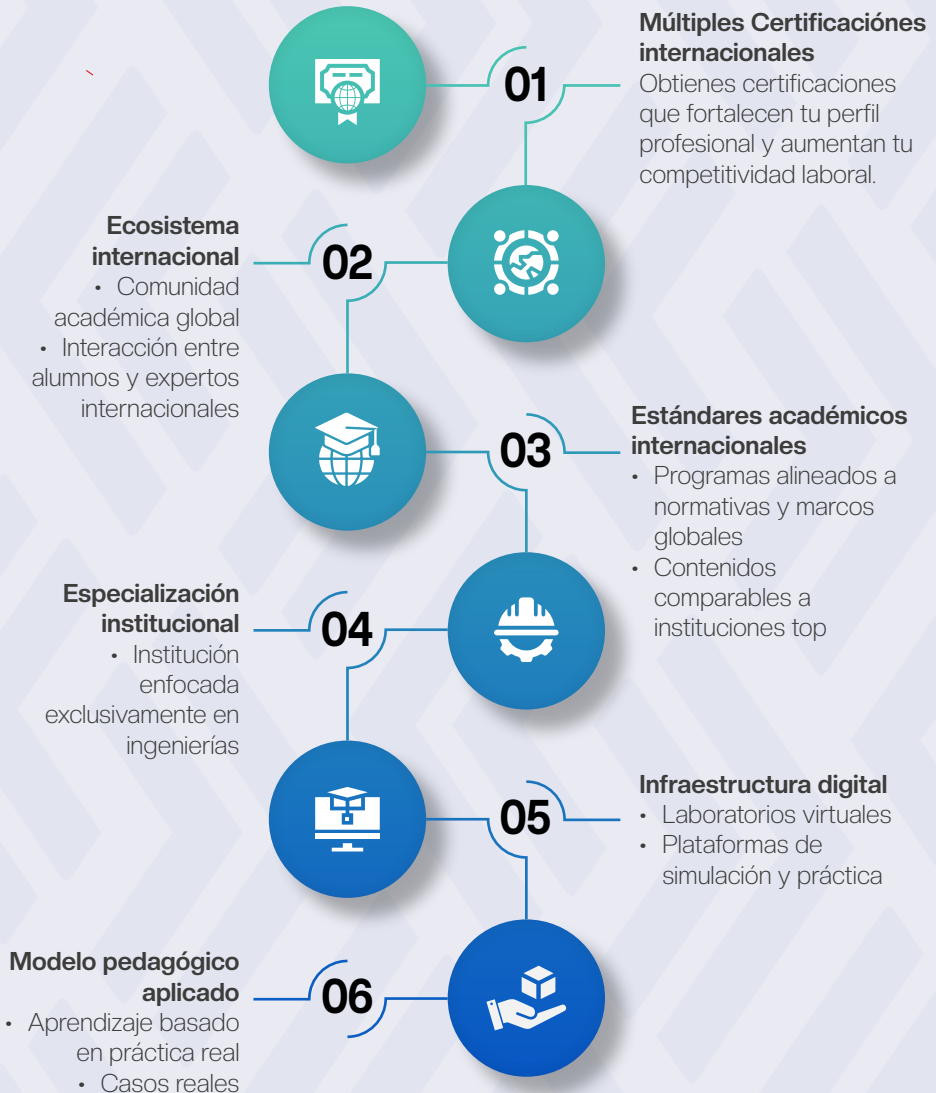 01
Múltiples Certificaciónes
internacionales
Obtienes certificaciones
que fortalecen tu perfil
profesional y aumentan tu
competitividad laboral.
02
Ecosistema
internacional
• Comunidad
académica global
• Interacción entre
alumnos y expertos
internacionales
03
Estándares académicos
internacionales
• Programas alineados a
normativas y marcos
globales
• Contenidos
comparables a
instituciones top
04
Especialización
institucional
• Institución
enfocada
exclusivamente en
ingenierías
05
Infraestructura digital
• Laboratorios virtuales
• Plataformas de
simulación y práctica
06
Modelo pedagógico
aplicado
• Aprendizaje basado
en práctica real
• Casos reales